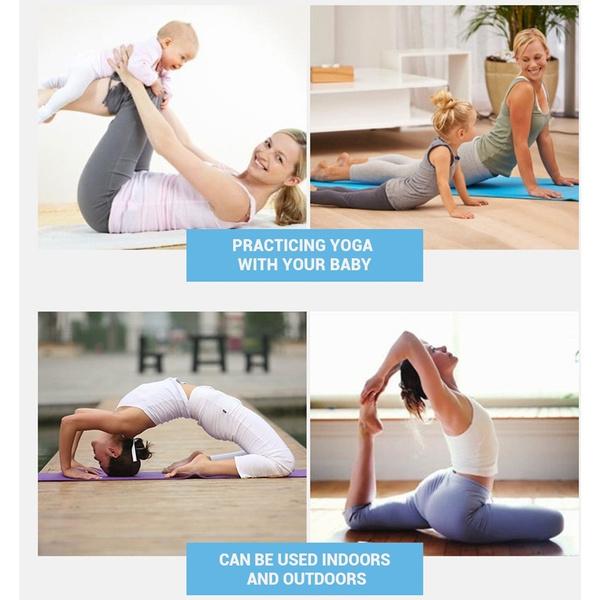 PRACTICING YOGA
WITH YOUR BABY
CAN BE USED INDOORS
AND OUTDOORS